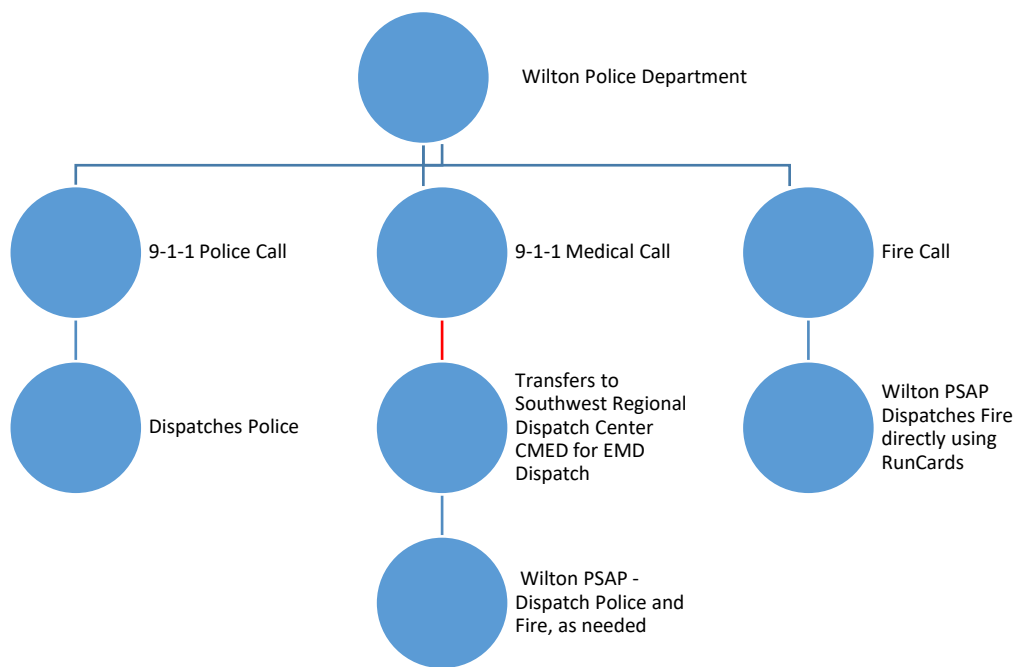 Wilton Police Department
9-1-1 Police Call
9-1-1 Medical Call
Fire Call
Dispatches Police
Transfers to
Southwest Regional
Dispatch Center
CMED for EMD
Dispatch
Wilton PSAP
Dispatches Fire
directly using
RunCards
Wilton PSAP -
Dispatch Police and
Fire, as needed